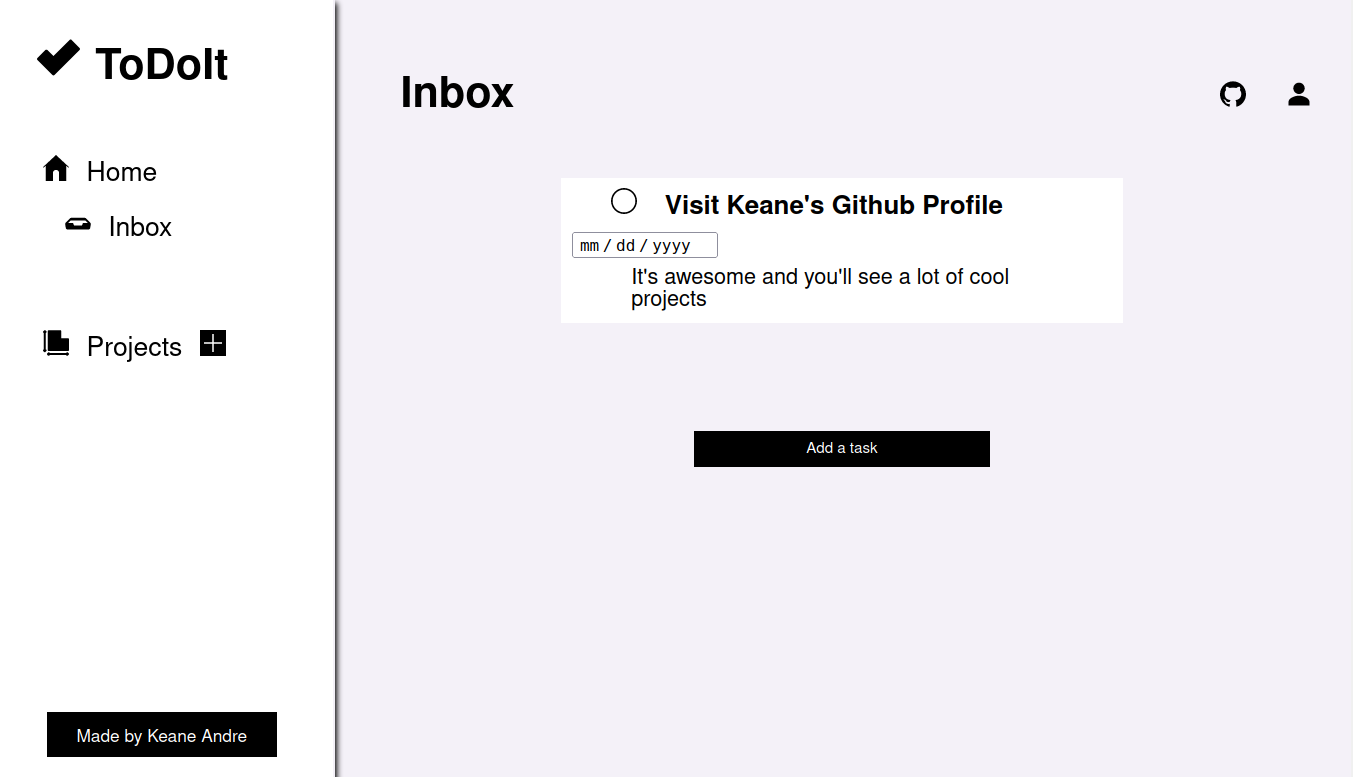 ToDoIt
Home
Inbox
Projects
Made by Keane Andre
Inbox
Visit Keane's Github Profile
mm / dd / yyyy
It's awesome and you'll see a lot of cool
projects
Add a task